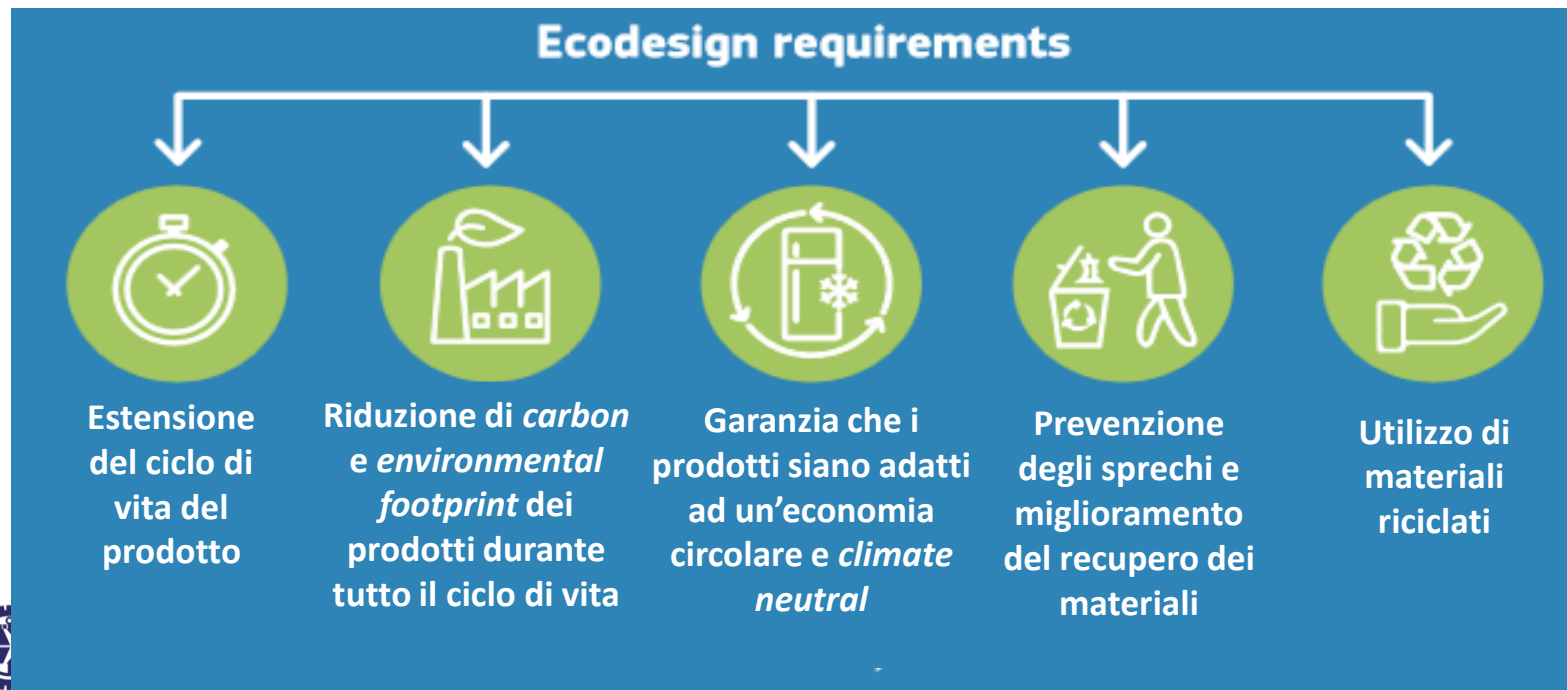 Ecodesign requirements
Estensione
del ciclo di
vita del
prodotto
Riduzione di carbon
e environmental
footprint dei
prodotti durante
tutto il ciclo di vita
Garanzia che i
prodotti siano adatti
ad un’economia
circolare e climate
neutral
Prevenzione
degli sprechi e
miglioramento
del recupero dei
materiali
Utilizzo di
materiali
riciclati